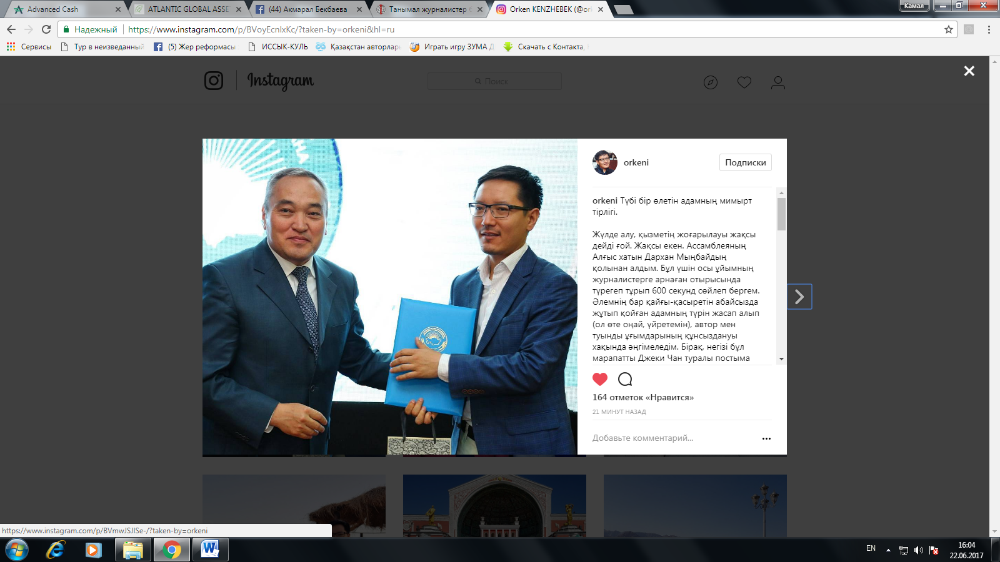 Advanced Cash
ATLANTIC GLOBAL ASSE
(44) Акмарал Бекбаева
Танымал журналистер б
Orken KENZHEBEK (@ork
Камал
Надежный
https://www.instagram.com/p/BVoyEcnlxKc/?taken-by=orkeni&hl=ru
Сервисы
Тур в неизведанный
(5) Жер реформасы
ИССЫК-КУЛЬ
Қазақстан авторлары
Играть игру ЗУМА Д
Скачать с Контакта,
Instagram
Поиск
orkeni
Подписки
orkeni Түбі бір өлетін адамның мимырт
тірлігі.
Жүлде алу, қызметің жоғарылауы жақсы
дейді ғой. Жақсы екен. Ассамблеяның
Алғыс хатын Дархан Мыңбайдың
қолынан алдым. Бұл үшін осы ұйымның
журналистерге арнаған отырысында
түрегеп тұрып 600 секунд сөйлеп бергем.
Әлемнің бар қайғы-қасыретін абайсызда
жұтып қойған адамның түрін жасап алып
(ол өте оңай, үйретемін), автор мен
туынды ұғымдарының құнсыздануы
хақында әңгімеледім. Бірақ, негізі бұл
марапатты Джеки Чан туралы постыма
164 отметок «Нравится»
21 МИНУТ НАЗАД
Добавьте комментарий...
https://www.instagram.com/p/BVmwJSJlSe-/?taken-by=orkeni
EN
16:04
22.06.2017